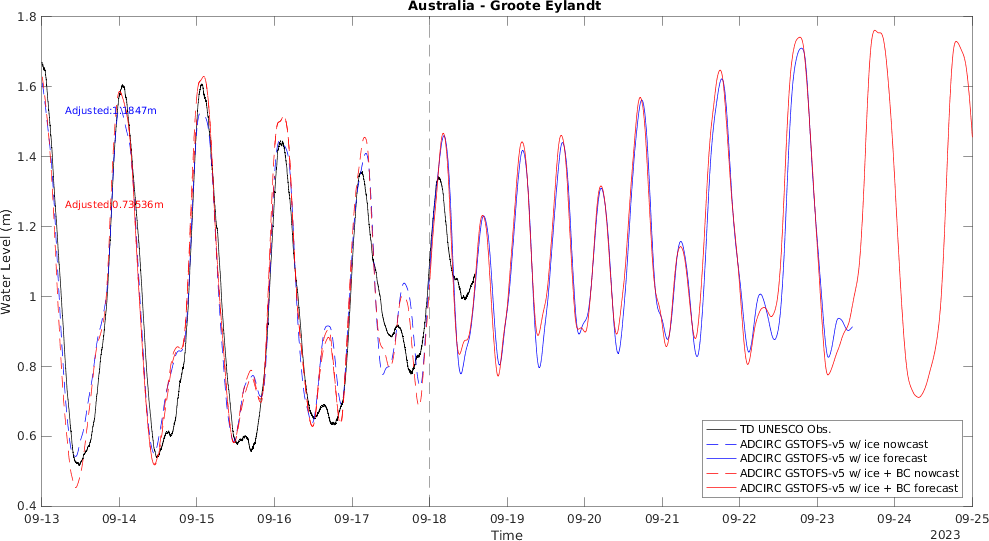 Australia - Groote Eylandt
1.8
1.6
1.4
1.2
1
0.8
0.6
0.4
Water Level (m)
Adjusted:1.1847m
Adjusted:0.73536m
TD UNESCO Obs.
ADCIRC GSTOFS-v5 w/ ice nowcast
ADCIRC GSTOFS-v5 w/ ice forecast
ADCIRC GSTOFS-v5 w/ ice + BC nowcast
ADCIRC GSTOFS-v5 w/ ice + BC forecast
09-13 09-14 09-15 09-16 09-17 09-18 09-19 09-20 09-21 09-22 09-23 09-24 09-25
Time
2023